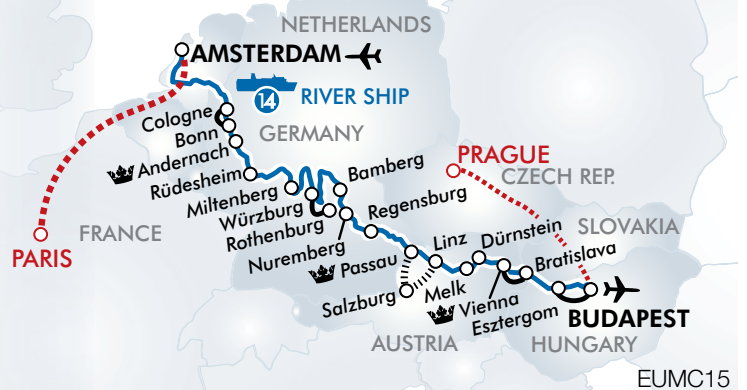 NETHERLANDS
AMSTERDAM
14 RIVER SHIP
Cologne
Bonn
GERMANY
Andernach
Rüdesheim
Bamberg
PRAGUE
CZECH REP.
Miltenberg
Würzburg
Regensburg
Rothenburg
FRANCE
PARIS
Nuremberg
SLOVAKIA
Dürnstein
Linz
Passau
Bratislava
Salzburg
Melk
Vienna
Esztergom
BUDAPEST
AUSTRIA
HUNGARY
EUMC15